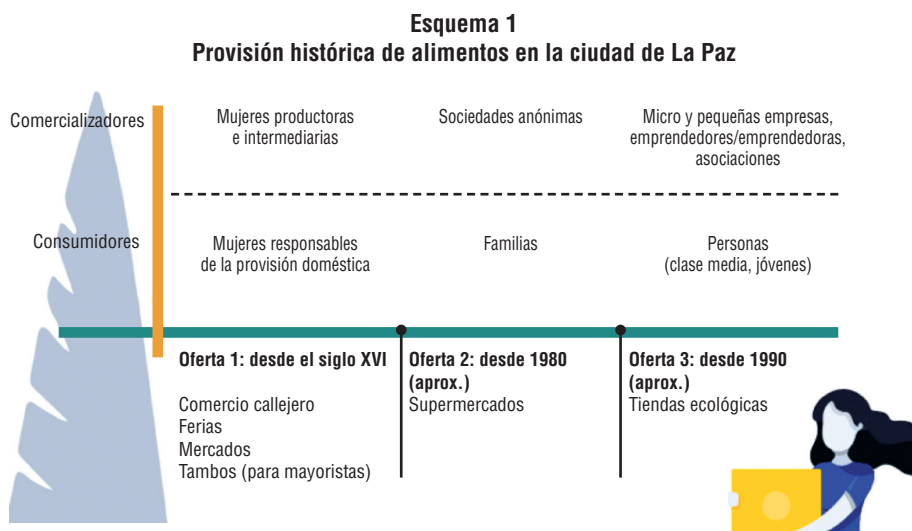 Esquema 1
Provisión histórica de alimentos en la ciudad de La Paz
Comercializadores
Mujeres productoras
e intermediarias
Sociedades anónimas
Micro y pequeñas empresas,
emprendedores/emprendedoras,
asociaciones
Consumidores
Mujeres responsables
de la provisión doméstica
Familias
Personas
(clase media, jóvenes)
Oferta 1: desde el siglo XVI
Comercio callejero
Ferias
Mercados
Tambos (para mayoristas)
Oferta 2: desde 1980
(aprox.)
Supermercados
Oferta 3: desde 1990
(aprox.)
Tiendas ecológicas